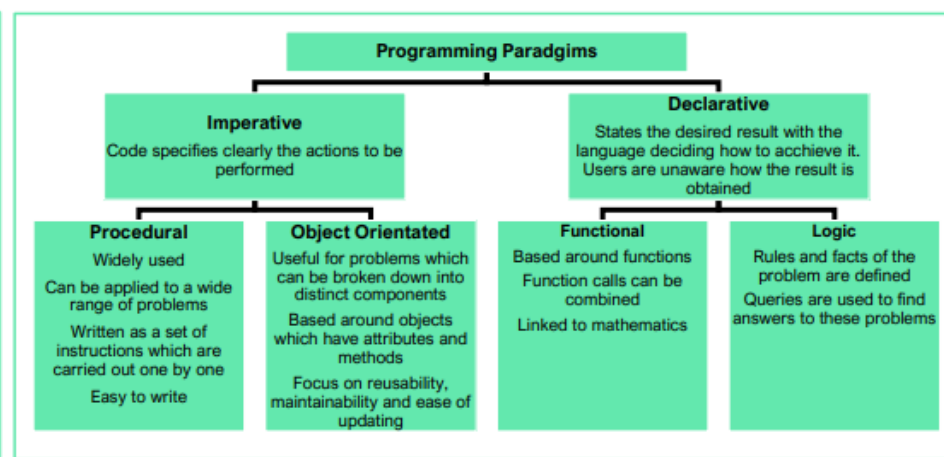 Programming Paradgims
Imperative
Code specifies clearly the actions to be
performed
Declarative
States the desired result with the
language deciding how to acchieve it.
Users are unaware how the result is
obtained
Procedural
Widely used
Can be applied to a wide
range of problems
Written as a set of
instructions which are
carried out one by one
Easy to write
Object Orientated
Useful for problems which
can be broken down into
distinct components
Based around objects
which have attributes and
methods
Focus on reusability,
maintainability and ease of
updating
Functional
Based around functions
Function calls can be
combined
Linked to mathematics
Logic
Rules and facts of the
problem are defined
Queries are used to find
answers to these problems